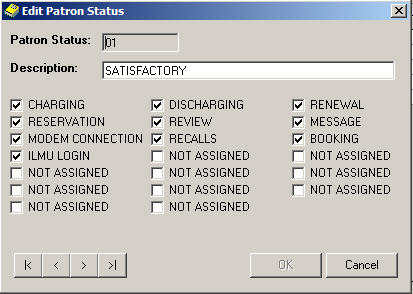 Edit Patron Status
Patron Status: 01
Description: SATISFACTORY
CHARGING DISCHARGING RENEWAL
RESERVATION REVIEW MESSAGE
MODEM CONNECTION RECALLS BOOKING
ILMU LOGIN NOT ASSIGNED NOT ASSIGNED
NOT ASSIGNED NOT ASSIGNED NOT ASSIGNED
NOT ASSIGNED NOT ASSIGNED NOT ASSIGNED
NOT ASSIGNED NOT ASSIGNED
OK Cancel